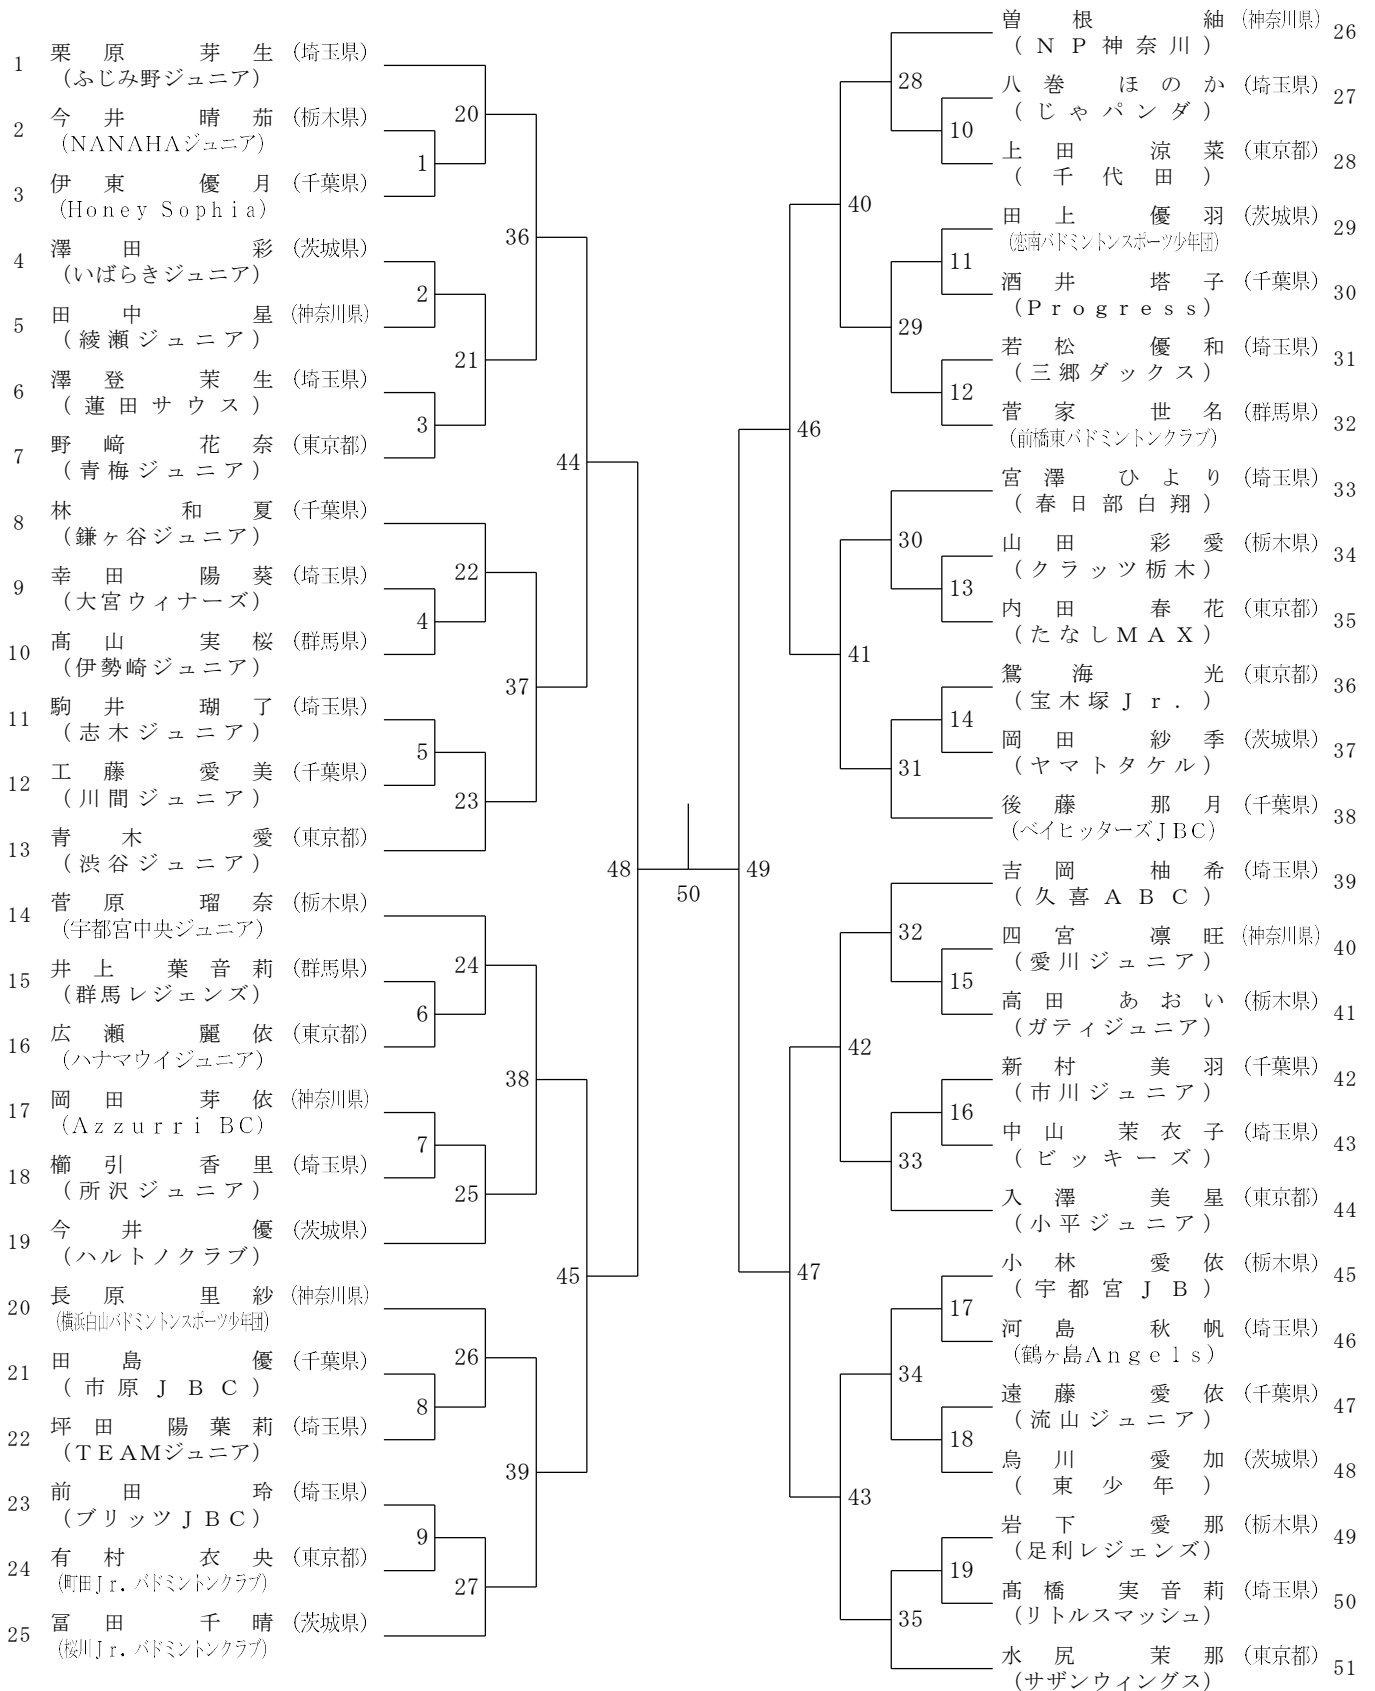 1 栗原 芽生 (埼玉県)
(ふじみ野ジュニア)
2 今井 晴茄 (栃木県)
(NANAHAジュニア)
3 伊東 優月 (千葉県)
(Honey Sophia)
4 澤田 彩 (茨城県)
(いばらきジュニア)
5 田中 星 (神奈川県)
(綾瀬ジュニア)
6 澤登 茉生 (埼玉県)
(蓮田サウス)
7 野﨑 花奈 (東京都)
(青梅ジュニア)
8 林 和夏 (千葉県)
(鎌ヶ谷ジュニア)
9 幸田 陽葵 (埼玉県)
(大宮ウィナーズ)
10 髙山 実桜 (群馬県)
(伊勢崎ジュニア)
11 駒井 瑚了 (埼玉県)
(志木ジュニア)
12 工藤 愛美 (千葉県)
(川間ジュニア)
13 青木 愛 (東京都)
(渋谷ジュニア)
14 菅原 瑠奈 (栃木県)
(宇都宮中央ジュニア)
15 井上 葉音莉 (群馬県)
(群馬レジェンズ)
16 広瀬 麗依 (東京都)
(ハナマウイジュニア)
17 岡田 芽依 (神奈川県)
(Azzurri BC)
18 櫛引 香里 (埼玉県)
(所沢ジュニア)
19 今井 優 (茨城県)
(ハルトノクラブ)
20 長原 里紗 (神奈川県)
(横浜白山バドミントンスポーツ少年団)
21 田島 優 (千葉県)
(市原JBC)
22 坪田 陽葉莉 (埼玉県)
(TEAMジュニア)
23 前田 玲 (埼玉県)
(ブリッツJBC)
24 有村 衣央 (東京都)
(町田Jr.バドミントンクラブ)
25 冨田 千晴 (茨城県)
(桜川Jr.バドミントンクラブ)
20
1
36
2
21
3
44
22
4
37
5
23
48
24
6
38
7
25
45
26
8
39
9
27
50
49
28
10
40
11
29
12
46
30
13
41
14
31
32
15
42
16
33
47
17
34
18
43
19
35
曽根 紬 (神奈川県) 26
(NP神奈川)
八巻 ほのか (埼玉県) 27
(じゃパンダ)
上田 涼菜 (東京都) 28
(千代田)
田上 優羽 (茨城県) 29
(恋南バドミントンスポーツ少年団)
酒井 塔子 (千葉県) 30
(Progress)
若松 優和 (埼玉県) 31
(三郷ダックス)
菅家 世名 (群馬県) 32
(前橋東バドミントンクラブ)
宮澤 ひより (埼玉県) 33
(春日部白翔)
山田 彩愛 (栃木県) 34
(クラッツ栃木)
内田 春花 (東京都) 35
(たなしMAX)
鴛海 光 (東京都) 36
(宝木塚Jr.)
岡田 紗季 (茨城県) 37
(ヤマトタケル)
後藤 那月 (千葉県) 38
(ベイヒッターズJBC)
吉岡 柚希 (埼玉県) 39
(久喜ABC)
四宮 凛旺 (神奈川県) 40
(愛川ジュニア)
高田 あおい (栃木県) 41
(ガティジュニア)
新村 美羽 (千葉県) 42
(市川ジュニア)
中山 茉衣子 (埼玉県) 43
(ビッキーズ)
入澤 美星 (東京都) 44
(小平ジュニア)
小林 愛依 (栃木県) 45
(宇都宮JB)
河島 秋帆 (埼玉県) 46
(鶴ヶ島Angels)
遠藤 愛依 (千葉県) 47
(流山ジュニア)
烏川 愛加 (茨城県) 48
(東少年)
岩下 愛那 (栃木県) 49
(足利レジェンズ)
髙橋 実音莉 (埼玉県) 50
(リトルスマッシュ)
水尻 茉那 (東京都) 51
(サザンウィングス)